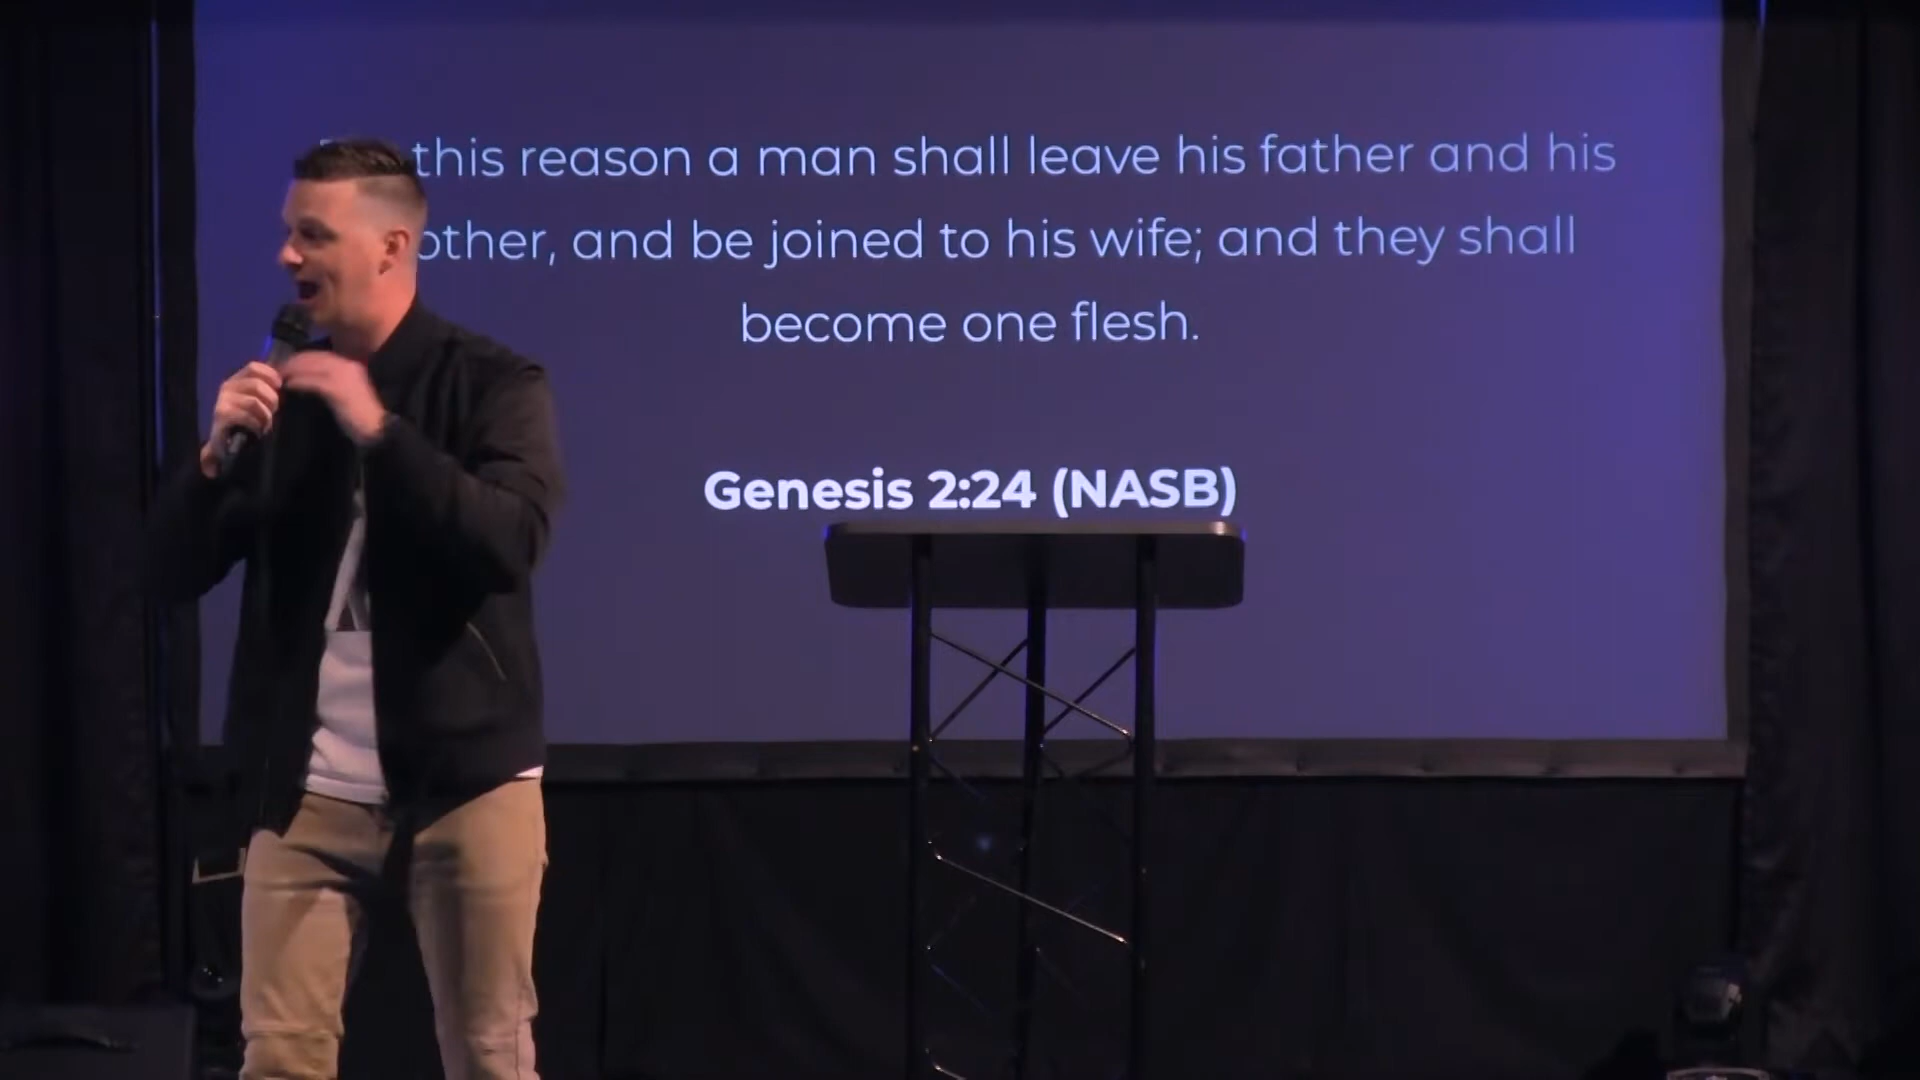 this reason a man shall leave his father and his
other, and be joined to his wife; and they shall
become one flesh.
Genesis 2:24 (NASB)